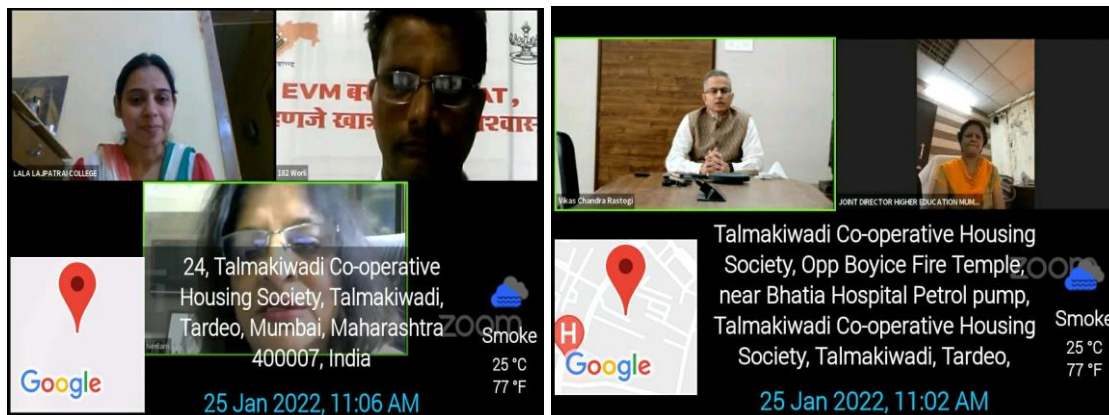 EVM
LALA LAJPATRAI COLLEGE
182 Worli
24, Talmakiwadi Co-operative
Housing Society, Talmakiwadi,
Tardeo, Mumbai, Maharashtra
400007, India
zoom
Smoke
25 °C
77 °F
Google
25 Jan 2022, 11:06 AM
Vikas Chandra Rastogi
JOINT DIRECTOR HIGHER EDUCATION MUM...
Talmakiwadi Co-operative Housing
Society, Opp Boyice Fire Temple,
near Bhatia Hospital Petrol pump,
Talmakiwadi Co-operative Housing
Society, Talmakiwadi, Tardeo,
zoom
Smoke
25 °C
77 °F
H
Google
25 Jan 2022, 11:02 AM